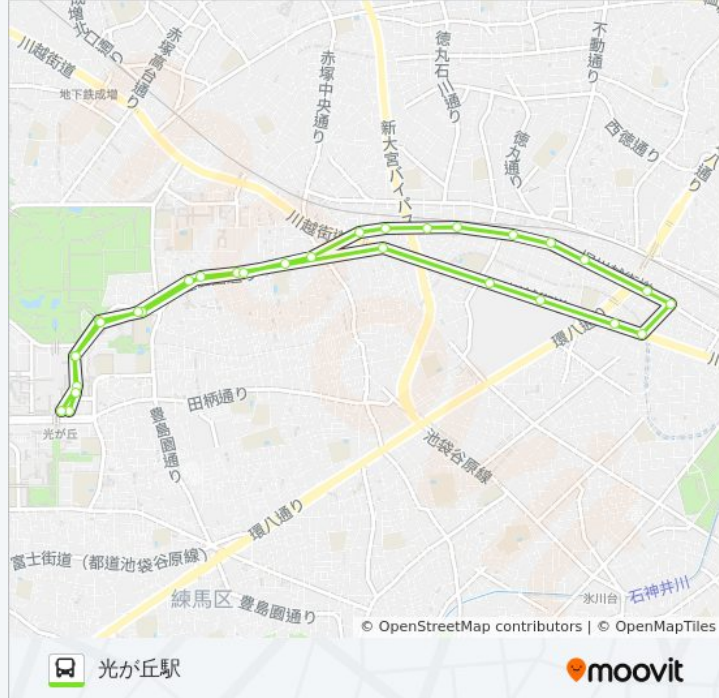 川越街道
赤塚高台通り
地下鉄成増
赤塚中央通り
徳丸石川通り
不動通り
新大宮バイパス
徳丸通り
西徳通り
川越街道
環八通り
田柄通り
光が丘
豊島園通り
池袋谷原線
環八通り
富士街道（都道池袋谷原線）
練馬区
豊島園通り
氷川台
石神井川
© OpenStreetMap contributors | © OpenMapTiles
光が丘駅
moovit